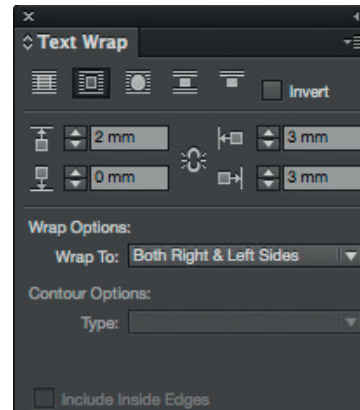 Text Wrap
Invert
2 mm 3 mm
0 mm 3 mm
Wrap Options:
Wrap To: Both Right & Left Sides
Contour Options:
Type:
Include Inside Edges